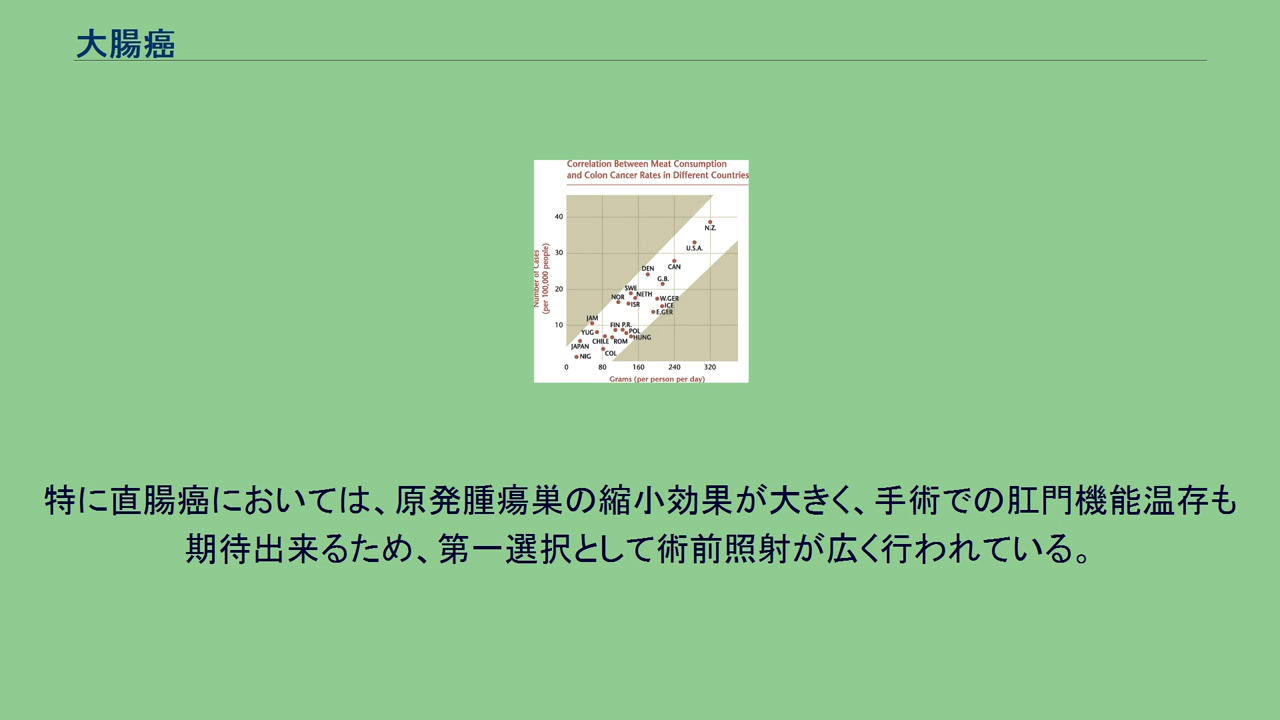 大腸癌
Correlation Between Meat Consumption
and Colon Cancer Rates in Different Countries
Number of Cases
(per 100,000 people)
40
30
20
10
N.Z.
U.S.A.
CAN
DEN
G.B.
SWE
NETH
NOR
ISR
W.GER
ICE
E.GER
JAM
YUG
FIN
P.R.
POL
HUNG
CHILE
ROM
JAPAN
COL
NIG
0 80 160 240 320
Grams (per person per day)
特に直腸癌においては、原発腫瘍巣の縮小効果が大きく、手術での肛門機能温存も
期待出来るため、第一選択として術前照射が広く行われている。